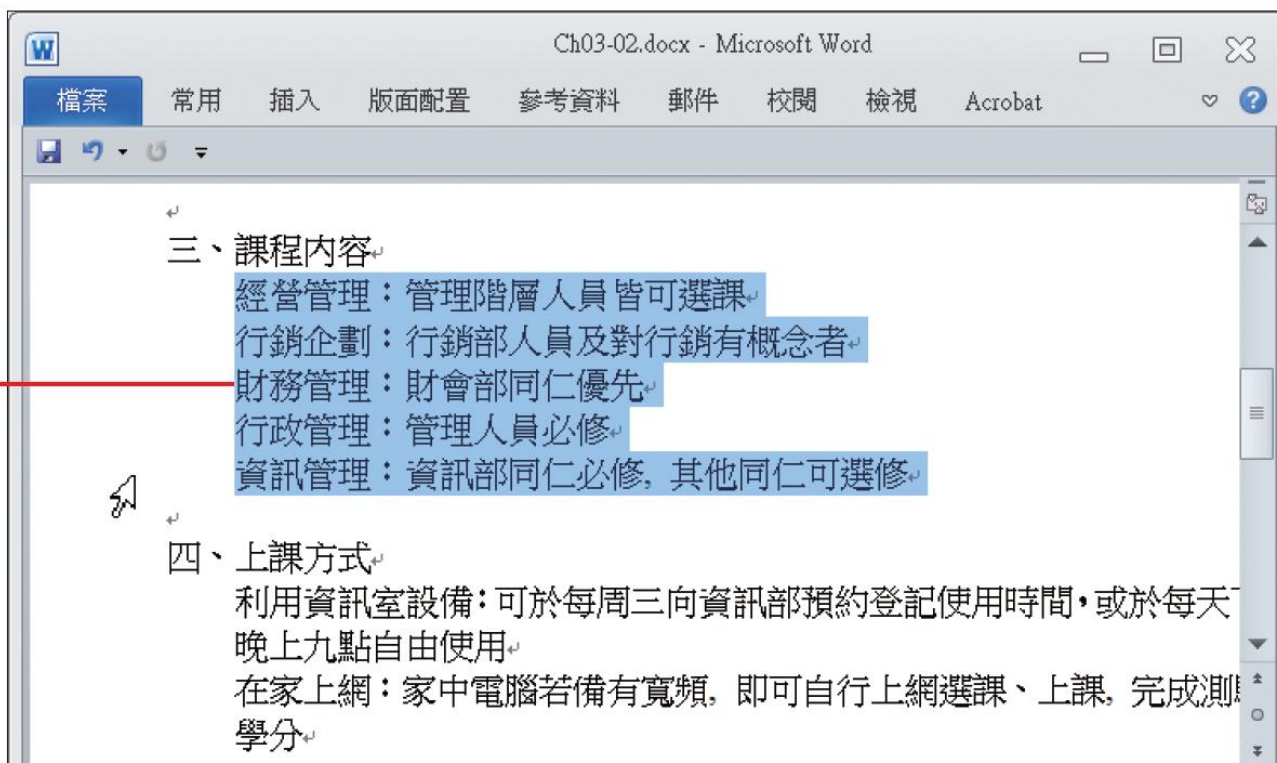 Ch03-02.docx - Microsoft Word
檔案 常用 插入 版面配置 參考資料 郵件 校閱 檢視 Acrobat
三、課程內容
經營管理：管理階層人員皆可選課
行銷企劃：行銷部人員及對行銷有概念者
財務管理：財會部同仁優先
行政管理：管理人員必修
資訊管理：資訊部同仁必修, 其他同仁可選修
四、上課方式
利用資訊室設備：可於每周三向資訊部預約登記使用時間，或於每天
晚上九點自由使用
在家上網：家中電腦若備有寬頻, 即可自行上網選課、上課, 完成測
學分